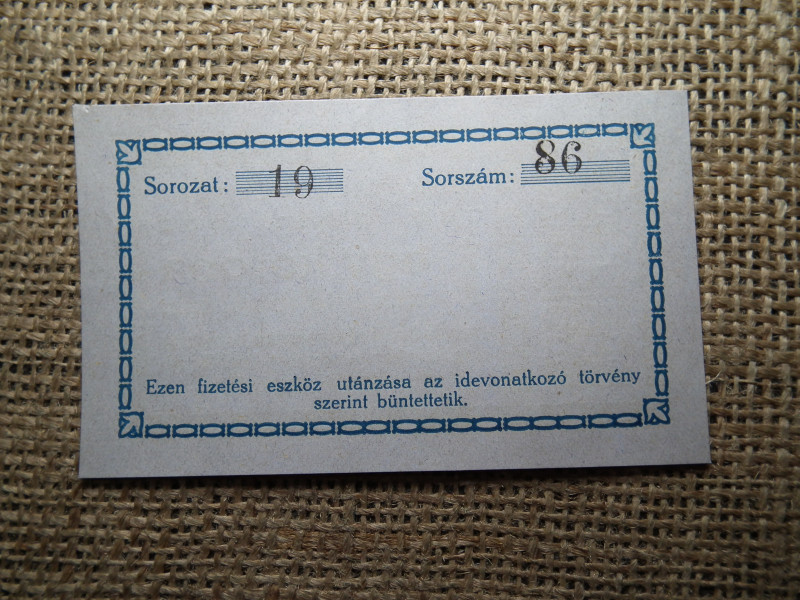 Sorozat: 19 Sorszám: 86
Ezen fizetési eszköz utánzása az idevonatkozó törvény
szerint büntettetik.